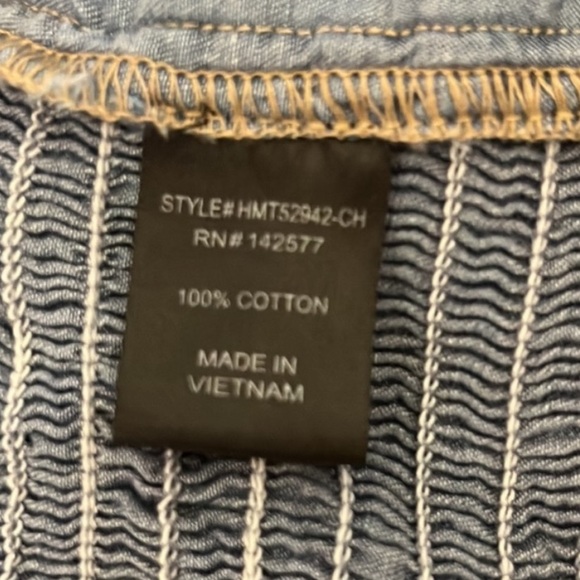 STYLE# HMT52942-CH
RN# 142577
100% COTTON
MADE IN
VIETNAM